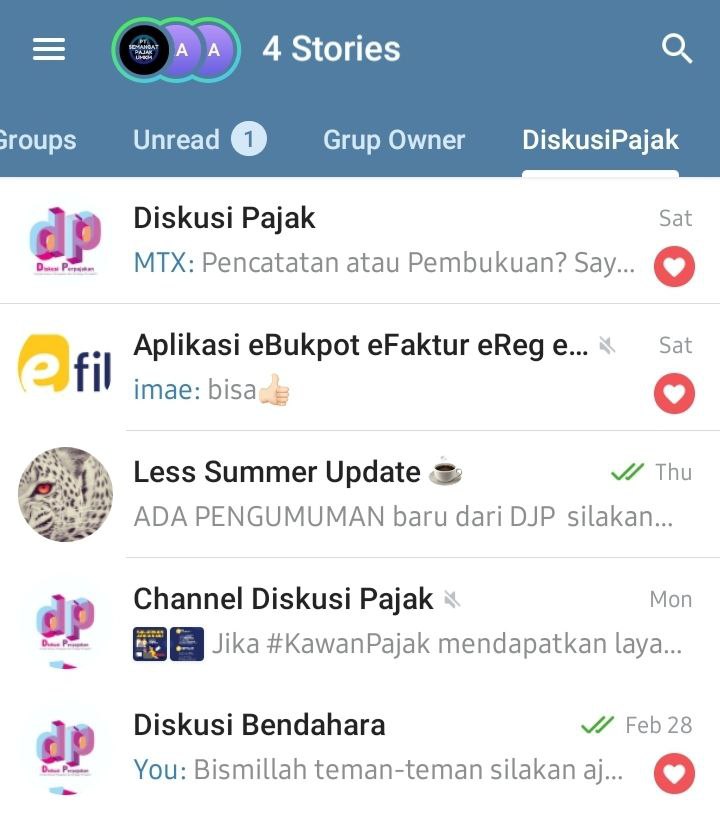 PT. SEMANGAT PAJAK UMKM A A 4 Stories
Groups Unread 1 Grup Owner DiskusiPajak
dp Diskusi Perpajakan
Diskusi Pajak Sat
MTX: Pencatatan atau Pembukuan? Say...
efil
Aplikasi eBukpot eFaktur eReg e... Sat
imae: bisa👍🏻
Less Summer Update ☕ Thu
ADA PENGUMUMAN baru dari DJP silakan...
dp Diskusi Perpajakan
Channel Diskusi Pajak Mon
Jika #KawanPajak mendapatkan laya...
dp Diskusi Perpajakan
Diskusi Bendahara Feb 28
You: Bismillah teman-teman silakan aj...